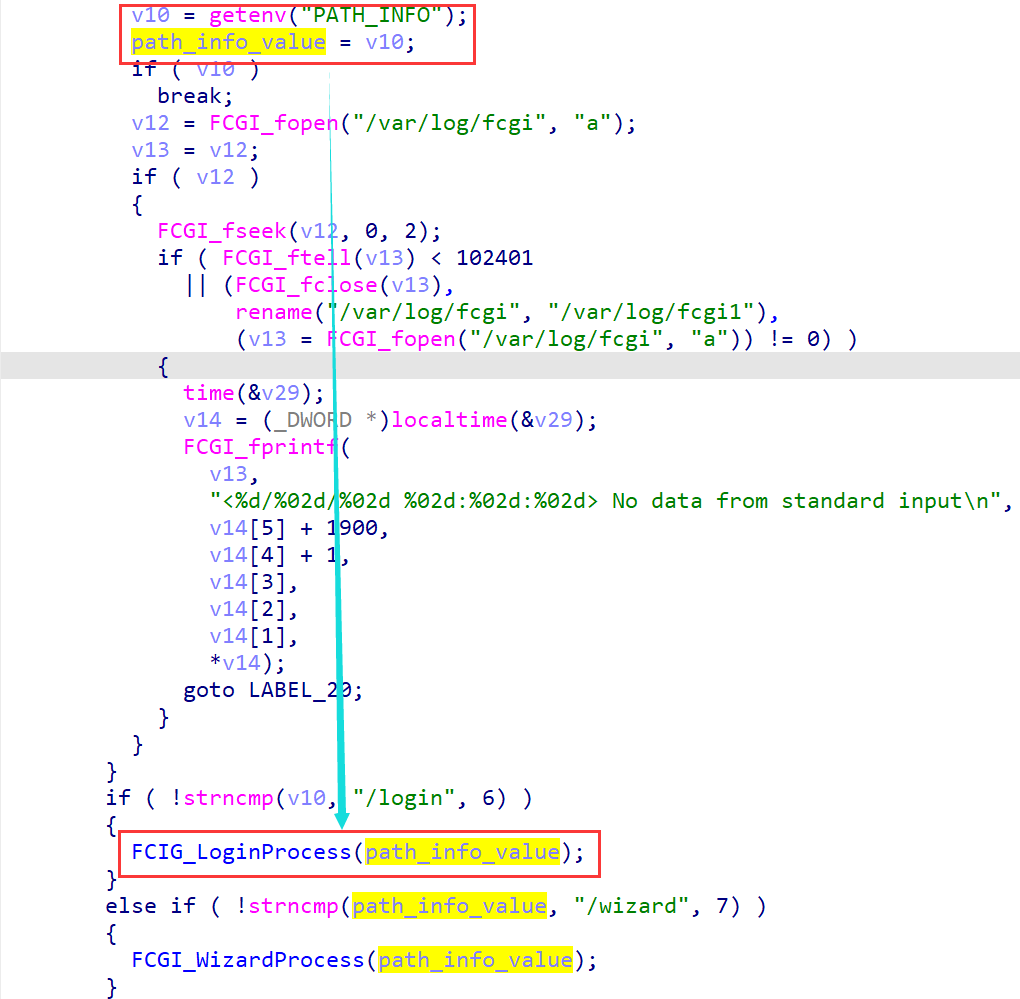 v10 = getenv("PATH_INFO");
path_info_value = v10;
if ( v10 )
break;
v12 = FCGI_fopen("/var/log/fcgi", "a");
v13 = v12;
if ( v12 )
{
FCGI_fseek(v12, 0, 2);
if ( FCGI_ftell(v13) < 102401
|| (FCGI_fclose(v13),
rename("/var/log/fcgi", "/var/log/fcgi1"),
(v13 = FCGI_fopen("/var/log/fcgi", "a")) != 0) )
{
time(&v29);
v14 = (_DWORD *)localtime(&v29);
FCGI_fprintf(
v13,
"<%d/%02d/%02d %02d:%02d:%02d> No data from standard input\n",
v14[5] + 1900,
v14[4] + 1,
v14[3],
v14[2],
v14[1],
*v14);
goto LABEL_20;
}
}
}
if ( !strncmp(v10, "/login", 6) )
{
FCIG_LoginProcess(path_info_value);
}
else if ( !strncmp(path_info_value, "/wizard", 7) )
{
FCGI_WizardProcess(path_info_value);
}